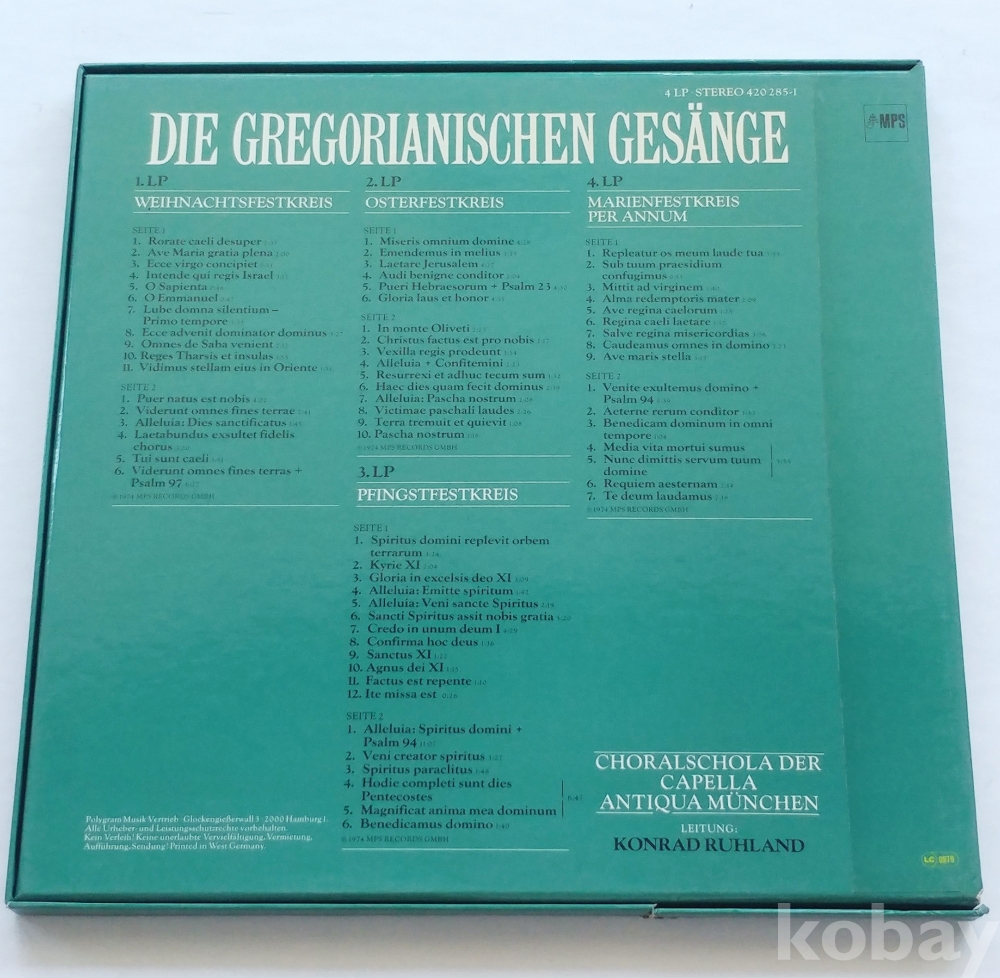 4 LP STEREO 420 285-1
MPS
DIE GREGORIANISCHEN GESÄNGE
1. LP
WEIHNACHTSFESTKREIS
SEITE 1
1. Rorate caeli desuper
2. Ave Maria gratia plena
3. Ecce virgo concipiet
4. Intende qui regis Israel
5. O Sapienta
6. O Emmanuel
7. Lube domna silentium –
Primo tempore
8. Ecce advenit dominator dominus
9. Omnes de Saba venient
10. Reges Tharsis et insulas
11. Vidimus stellam eius in Oriente
SEITE 2
1. Puer natus est nobis
2. Viderunt omnes fines terrae
3. Alleluia: Dies sanctificatus
4. Laetabundus exsultet fidelis
chorus
5. Tui sunt caeli
6. Viderunt omnes fines terras +
Psalm 97
℗ 1974 MPS RECORDS GMBH
2. LP
OSTERFESTKREIS
SEITE 1
1. Miseris omnium domine
2. Emendemus in melius
3. Laetare Jerusalem
4. Audi benigne conditor
5. Pueri Hebraesorum + Psalm 23
6. Gloria laus et honor
SEITE 2
1. In monte Oliveti
2. Christus factus est pro nobis
3. Vexilla regis prodeunt
4. Alleluia + Confitemini
5. Resurrexi et adhuc tecum sum
6. Haec dies quam fecit dominus
7. Alleluia: Pascha nostrum
8. Victimae paschali laudes
9. Terra tremuit et quievit
10. Pascha nostrum
℗ 1974 MPS RECORDS GMBH
3. LP
PFINGSTFESTKREIS
SEITE 1
1. Spiritus domini replevit orbem
terrarum
2. Kyrie XI
3. Gloria in excelsis deo XI
4. Alleluia: Emitte spiritum
5. Alleluia: Veni sancte Spiritus
6. Sancti Spiritus assit nobis gratia
7. Credo in unum deum I
8. Confirma hoc deus
9. Sanctus XI
10. Agnus dei XI
11. Factus est repente
12. Ite missa est 0:16
SEITE 2
1. Alleluia: Spiritus domini +
Psalm 94
2. Veni creator spiritus
3. Spiritus paraclitus
4. Hodie completi sunt dies
Pentecostes
5. Magnificat anima mea dominum
6. Benedicamus domino
℗ 1974 MPS RECORDS GMBH
4. LP
MARIENFESTKREIS
PER ANNUM
SEITE 1
1. Repleatur os meum laude tua
2. Sub tuum praesidium
confugimus
3. Mittit ad virginem
4. Alma redemptoris mater
5. Ave regina caelorum
6. Regina caeli laetare
7. Salve regina misericordias
8. Caudeamus omnes in domino
9. Ave maris stella
SEITE 2
1. Venite exultemus domino +
Psalm 94
2. Aeterne rerum conditor
3. Benedicam dominum in omni
tempore
4. Media vita mortui sumus
5. Nunc dimittis servum tuum
domine
6. Requiem aesternam
7. Te deum laudamus
℗ 1974 MPS RECORDS GMBH
CHORALSCHOLA DER
CAPELLA
ANTIQUA MÜNCHEN
LEITUNG:
KONRAD RUHLAND
Polygram Musik Vertrieb · Glockengießerwall 3 · 2000 Hamburg 1.
Alle Urheber- und Leistungsschutzrechte vorbehalten.
Kein Verleih! Keine unerlaubte Vervielfältigung, Vermietung,
Aufführung, Sendung! Printed in West Germany.
LC
kobay